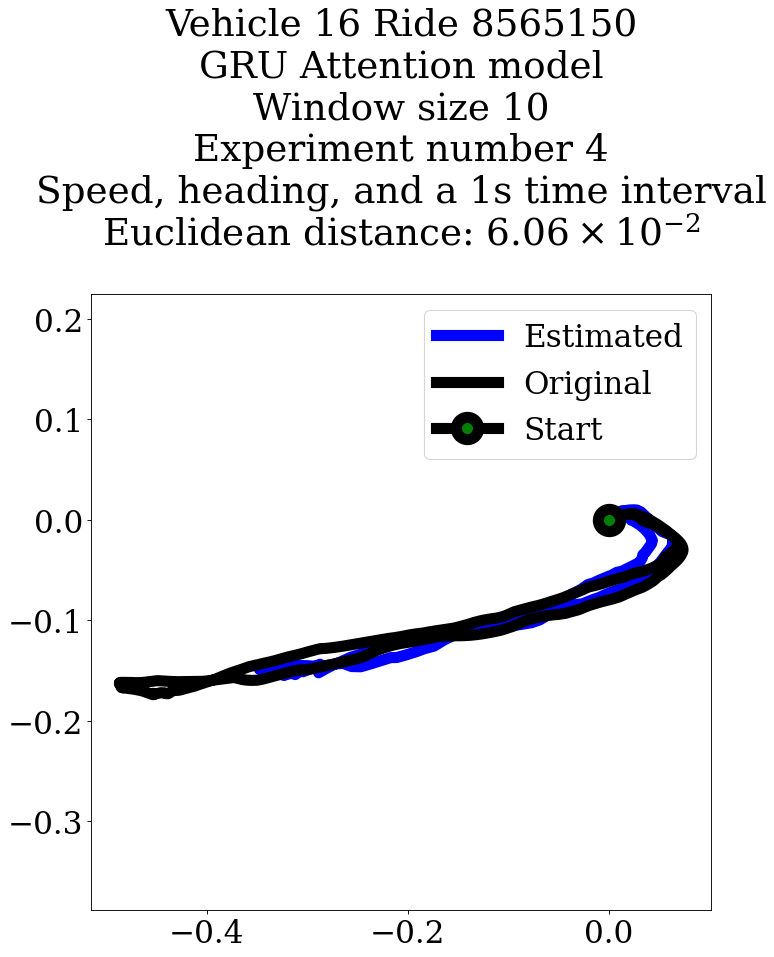 Vehicle 16 Ride 8565150
GRU Attention model
Window size 10
Experiment number 4
Speed, heading, and a 1s time interval
Euclidean distance: 6.06 × 10⁻²
Estimated
Original
Start
0.2
0.1
0.0
−0.1
−0.2
−0.3
−0.4
−0.2
0.0